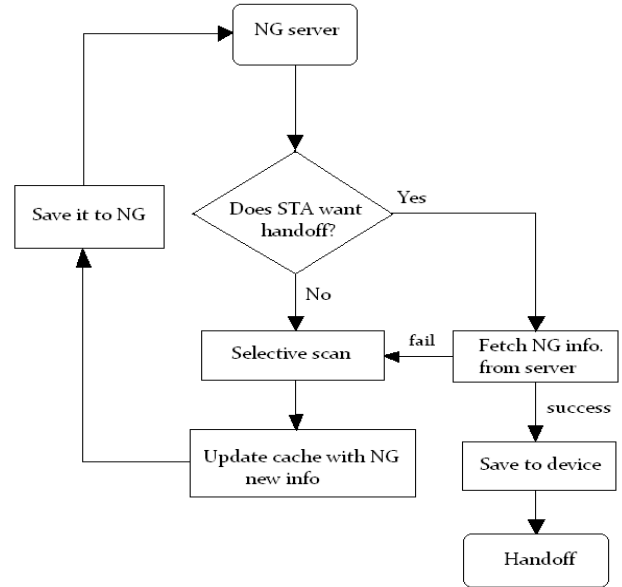 NG server
Does STA want
handoff?
Yes
No
Save it to NG
Selective scan
fail
Fetch NG info.
from server
success
Update cache with NG
new info
Save to device
Handoff